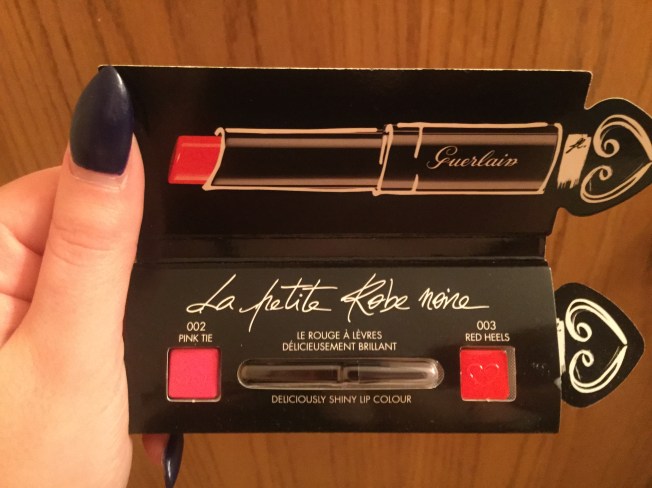 Guerlain
La petite Robe noire
002
PINK TIE
LE ROUGE À LÈVRES
DÉLICIEUSEMENT BRILLANT
003
RED HEELS
DELICIOUSLY SHINY LIP COLOUR